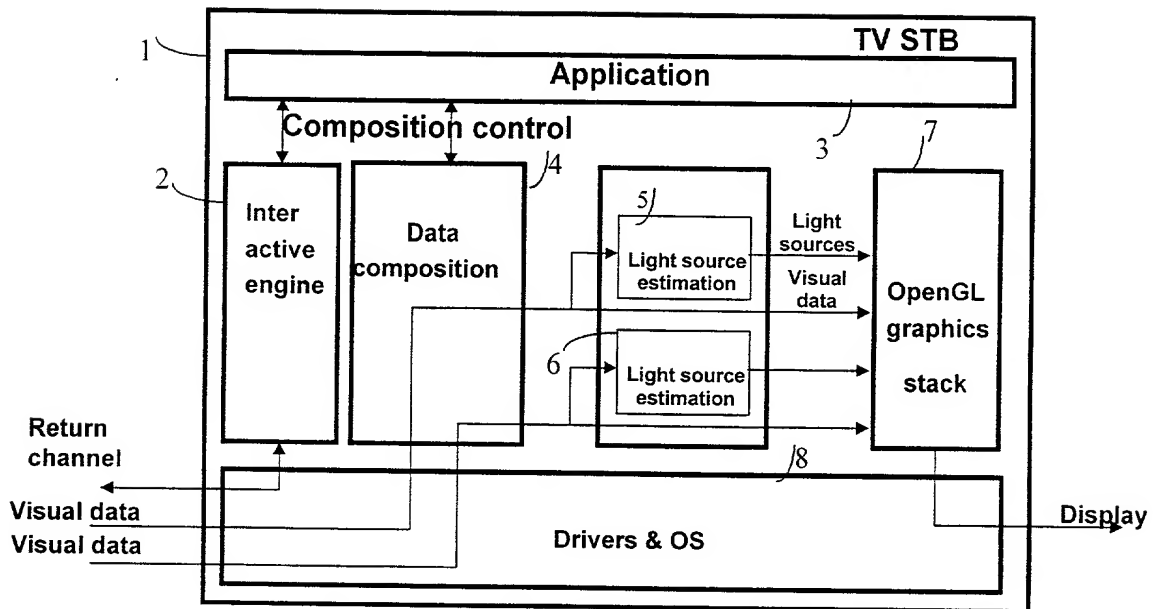 1
TV STB
Application
Composition control
3
7
2
4
Inter
active
engine
Data
composition
5
Light source
estimation
Light
sources
Visual
data
OpenGL
graphics
stack
6
Light source
estimation
Return
channel
8
Visual data
Visual data
Drivers & OS
Display